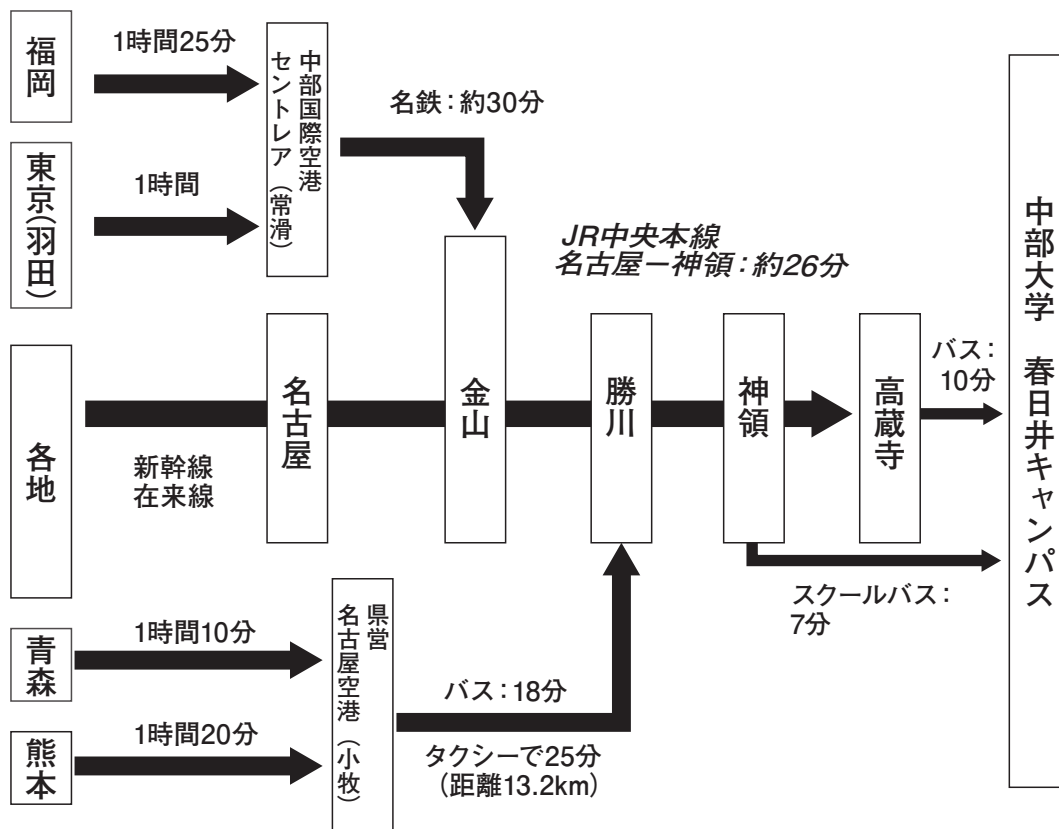 福岡
1時間25分
中部国際空港
セントレア（常滑）
名鉄：約30分
東京（羽田）
1時間
JR中央本線
名古屋－神領：約26分
各地
新幹線
在来線
名古屋
金山
勝川
神領
高蔵寺
バス：
10分
中部大学　春日井キャンパス
スクールバス：
7分
青森
1時間10分
県営
名古屋空港（小牧）
バス：18分
熊本
1時間20分
タクシーで25分
（距離13.2km）